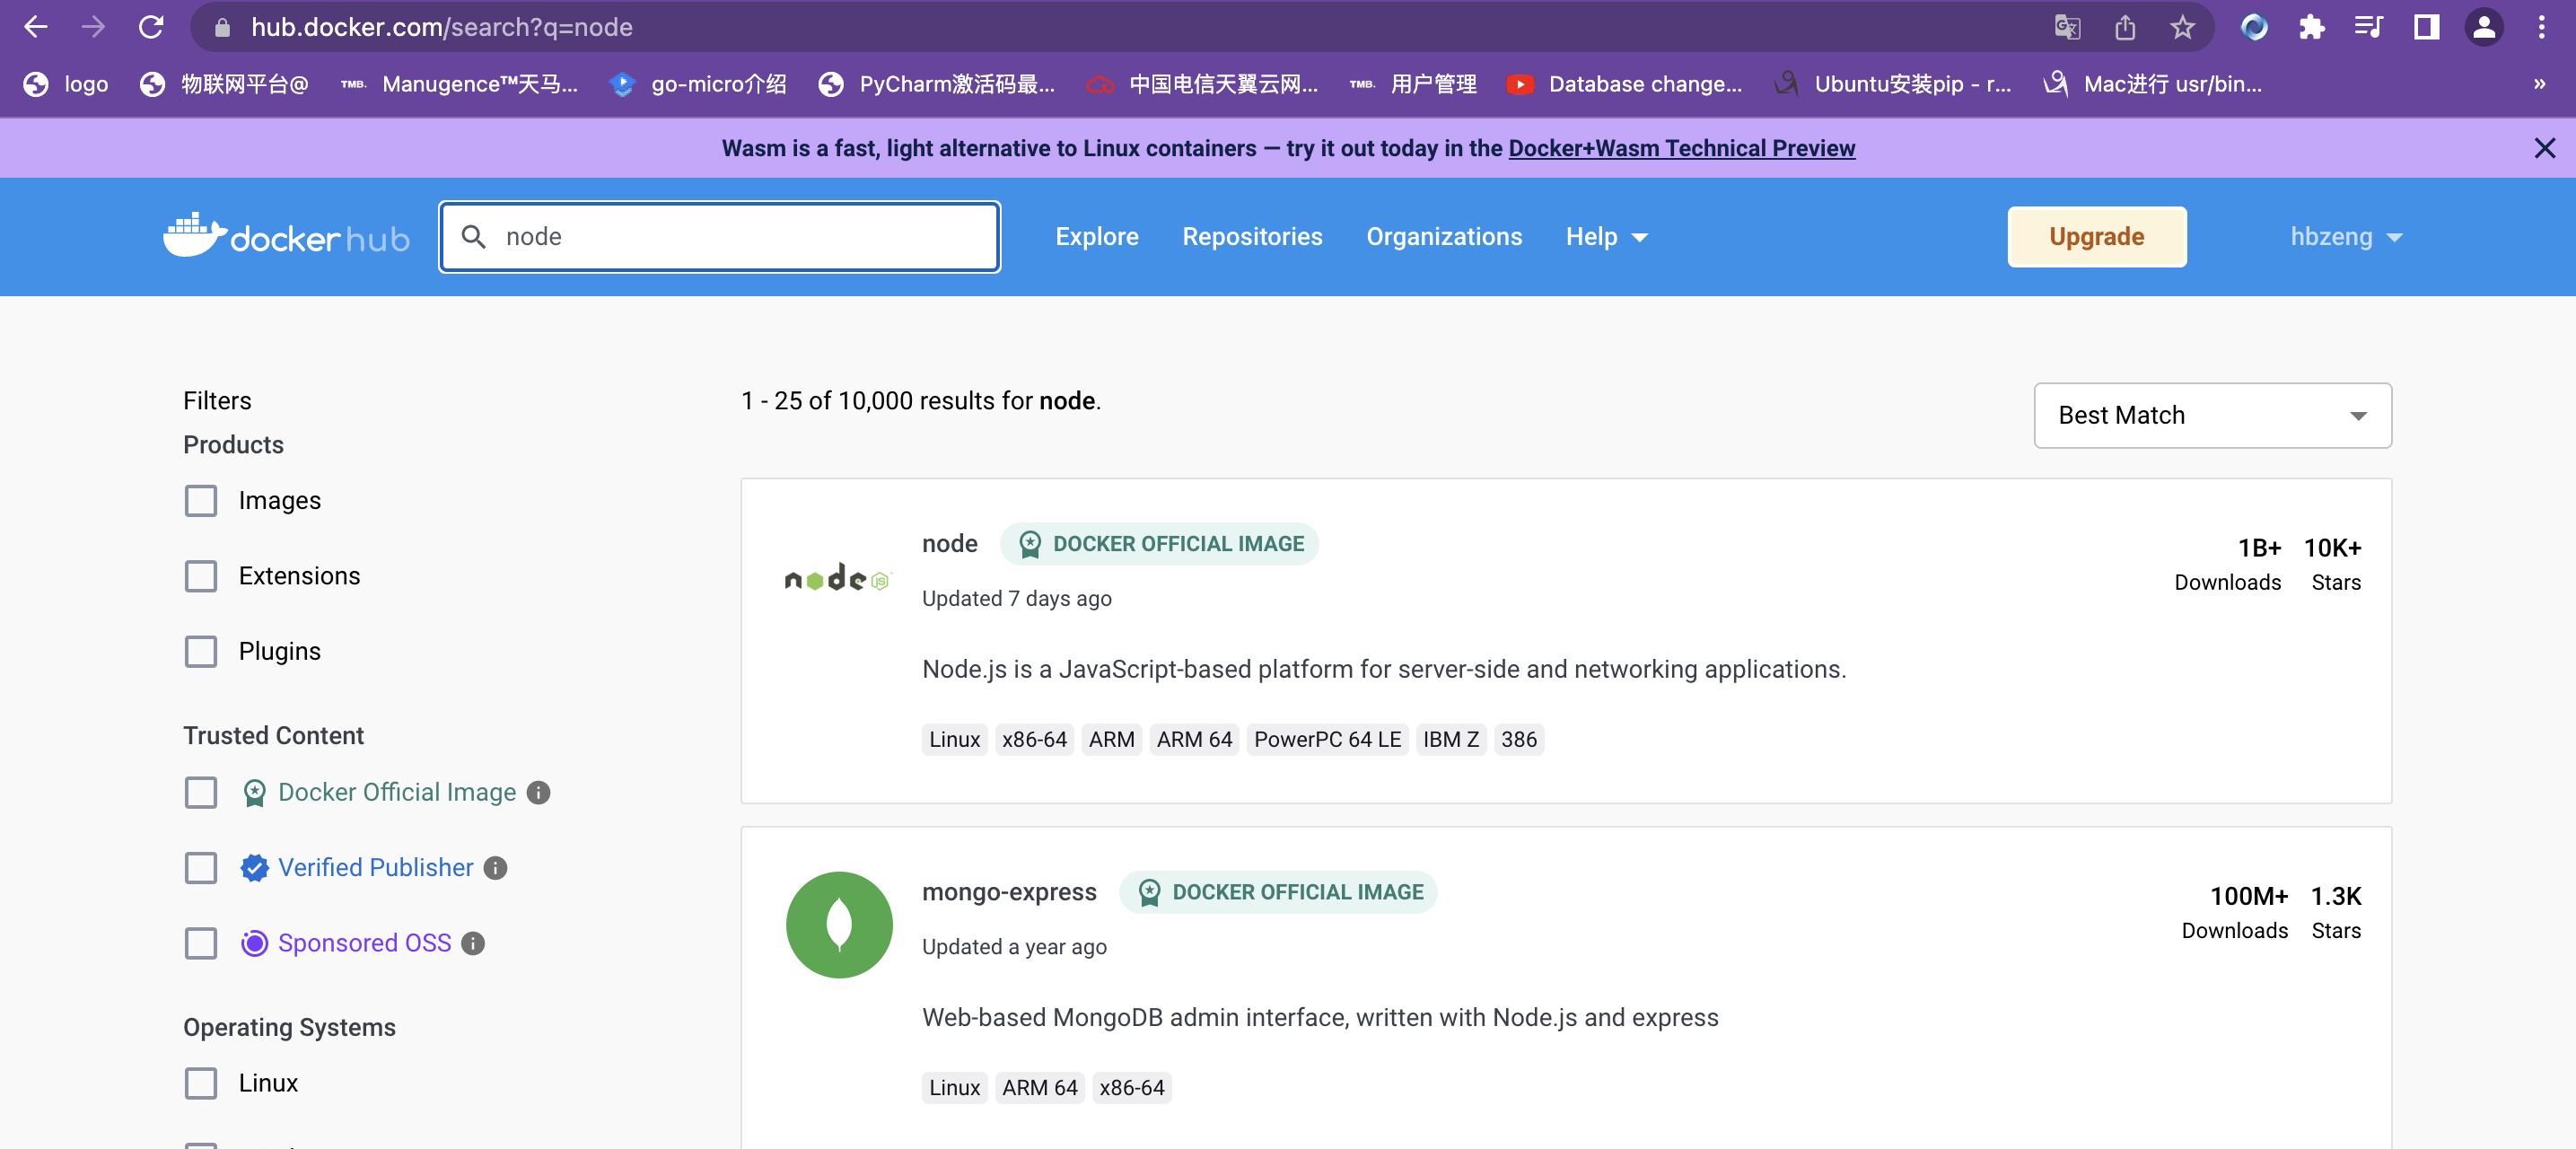 hub.docker.com/search?q=node
logo 物联网平台@ TMB. Manugence™天马... go-micro介绍 PyCharm激活码最... 中国电信天翼云网... TMB. 用户管理 Database change... Ubuntu安装pip - r... Mac进行 usr/bin... »
Wasm is a fast, light alternative to Linux containers — try it out today in the Docker+Wasm Technical Preview
docker hub node Explore Repositories Organizations Help Upgrade hbzeng
Filters
Products
Images
Extensions
Plugins
Trusted Content
Docker Official Image
Verified Publisher
Sponsored OSS
Operating Systems
Linux
1 - 25 of 10,000 results for node.
Best Match
node JS
node DOCKER OFFICIAL IMAGE
Updated 7 days ago
1B+ 10K+
Downloads Stars
Node.js is a JavaScript-based platform for server-side and networking applications.
Linux x86-64 ARM ARM 64 PowerPC 64 LE IBM Z 386
mongo-express DOCKER OFFICIAL IMAGE
Updated a year ago
100M+ 1.3K
Downloads Stars
Web-based MongoDB admin interface, written with Node.js and express
Linux ARM 64 x86-64